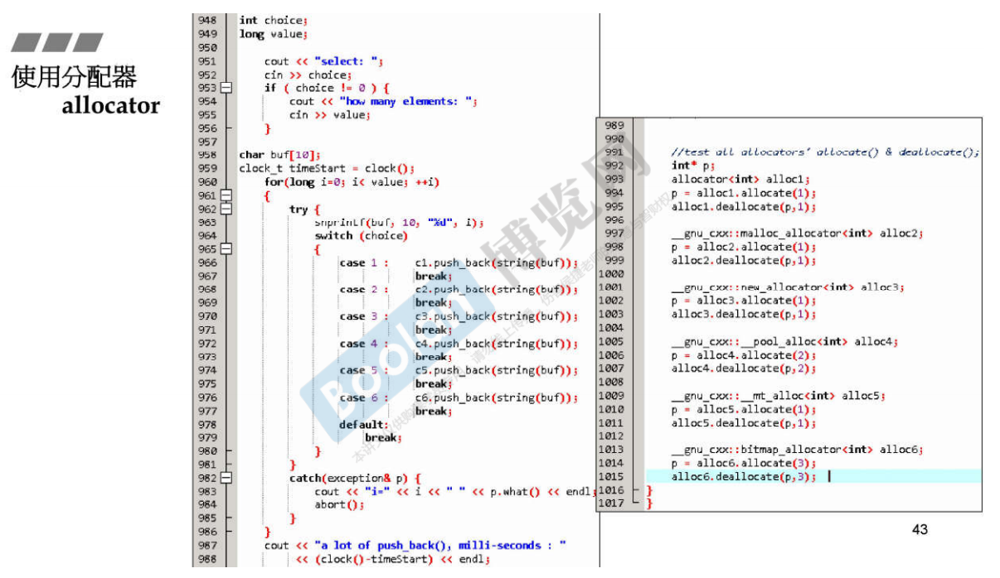 使用分配器
allocator
948 int choice;
949 long value;
950
951 cout << "select: ";
952 cin >> choice;
953 if ( choice != 0 ) {
954 cout << "how many elements: ";
955 cin >> value;
956 }
957
958 char buf[10];
959 clock_t timeStart = clock();
960 for(long i=0; i< value; ++i)
961 {
962 try {
963 snprintf(buf, 10, "%d", i);
964 switch (choice)
965 {
966 case 1 : c1.push_back(string(buf));
967 break;
968 case 2 : c2.push_back(string(buf));
969 break;
970 case 3 : c3.push_back(string(buf));
971 break;
972 case 4 : c4.push_back(string(buf));
973 break;
974 case 5 : c5.push_back(string(buf));
975 break;
976 case 6 : c6.push_back(string(buf));
977 break;
978 default:
979 break;
980 }
981 }
982 catch(exception& p) {
983 cout << "i=" << i << " " << p.what() << endl;
984 abort();
985 }
986 }
987 cout << "a lot of push_back(), milli-seconds : "
988 << (clock()-timeStart) << endl;
989
990
991 //test all allocators' allocate() & deallocate();
992 int* p;
993 allocator<int> alloc1;
994 p = alloc1.allocate(1);
995 alloc1.deallocate(p,1);
996
997 __gnu_cxx::malloc_allocator<int> alloc2;
998 p = alloc2.allocate(1);
999 alloc2.deallocate(p,1);
1000
1001 __gnu_cxx::new_allocator<int> alloc3;
1002 p = alloc3.allocate(1);
1003 alloc3.deallocate(p,1);
1004
1005 __gnu_cxx::__pool_alloc<int> alloc4;
1006 p = alloc4.allocate(2);
1007 alloc4.deallocate(p,2);
1008
1009 __gnu_cxx::__mt_alloc<int> alloc5;
1010 p = alloc5.allocate(1);
1011 alloc5.deallocate(p,1);
1012
1013 __gnu_cxx::bitmap_allocator<int> alloc6;
1014 p = alloc6.allocate(3);
1015 alloc6.deallocate(p,3);
1016 }
1017 }
Boolan
博览网
43